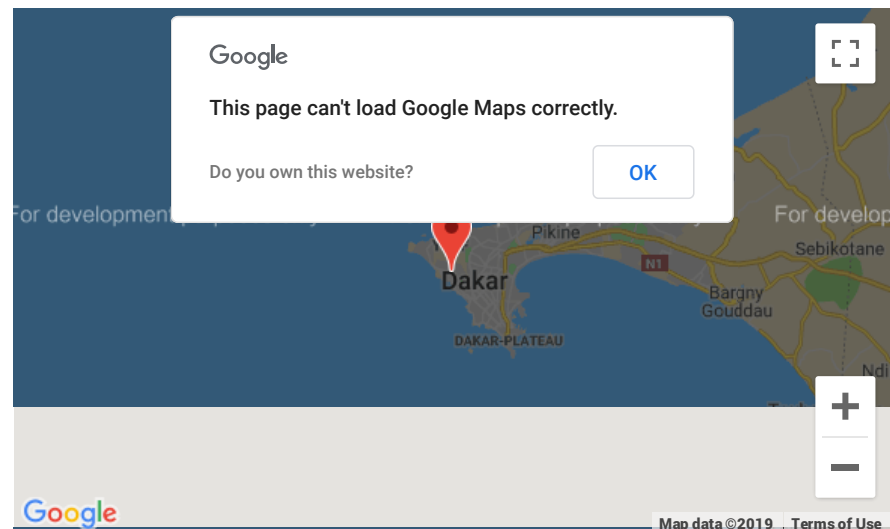 Google
This page can't load Google Maps correctly.
Do you own this website?
OK
For development
For develop
Pikine
Sebikotane
N1
Dakar
Bargny
Gouddau
DAKAR-PLATEAU
Ndi
Google
Map data ©2019
Terms of Use